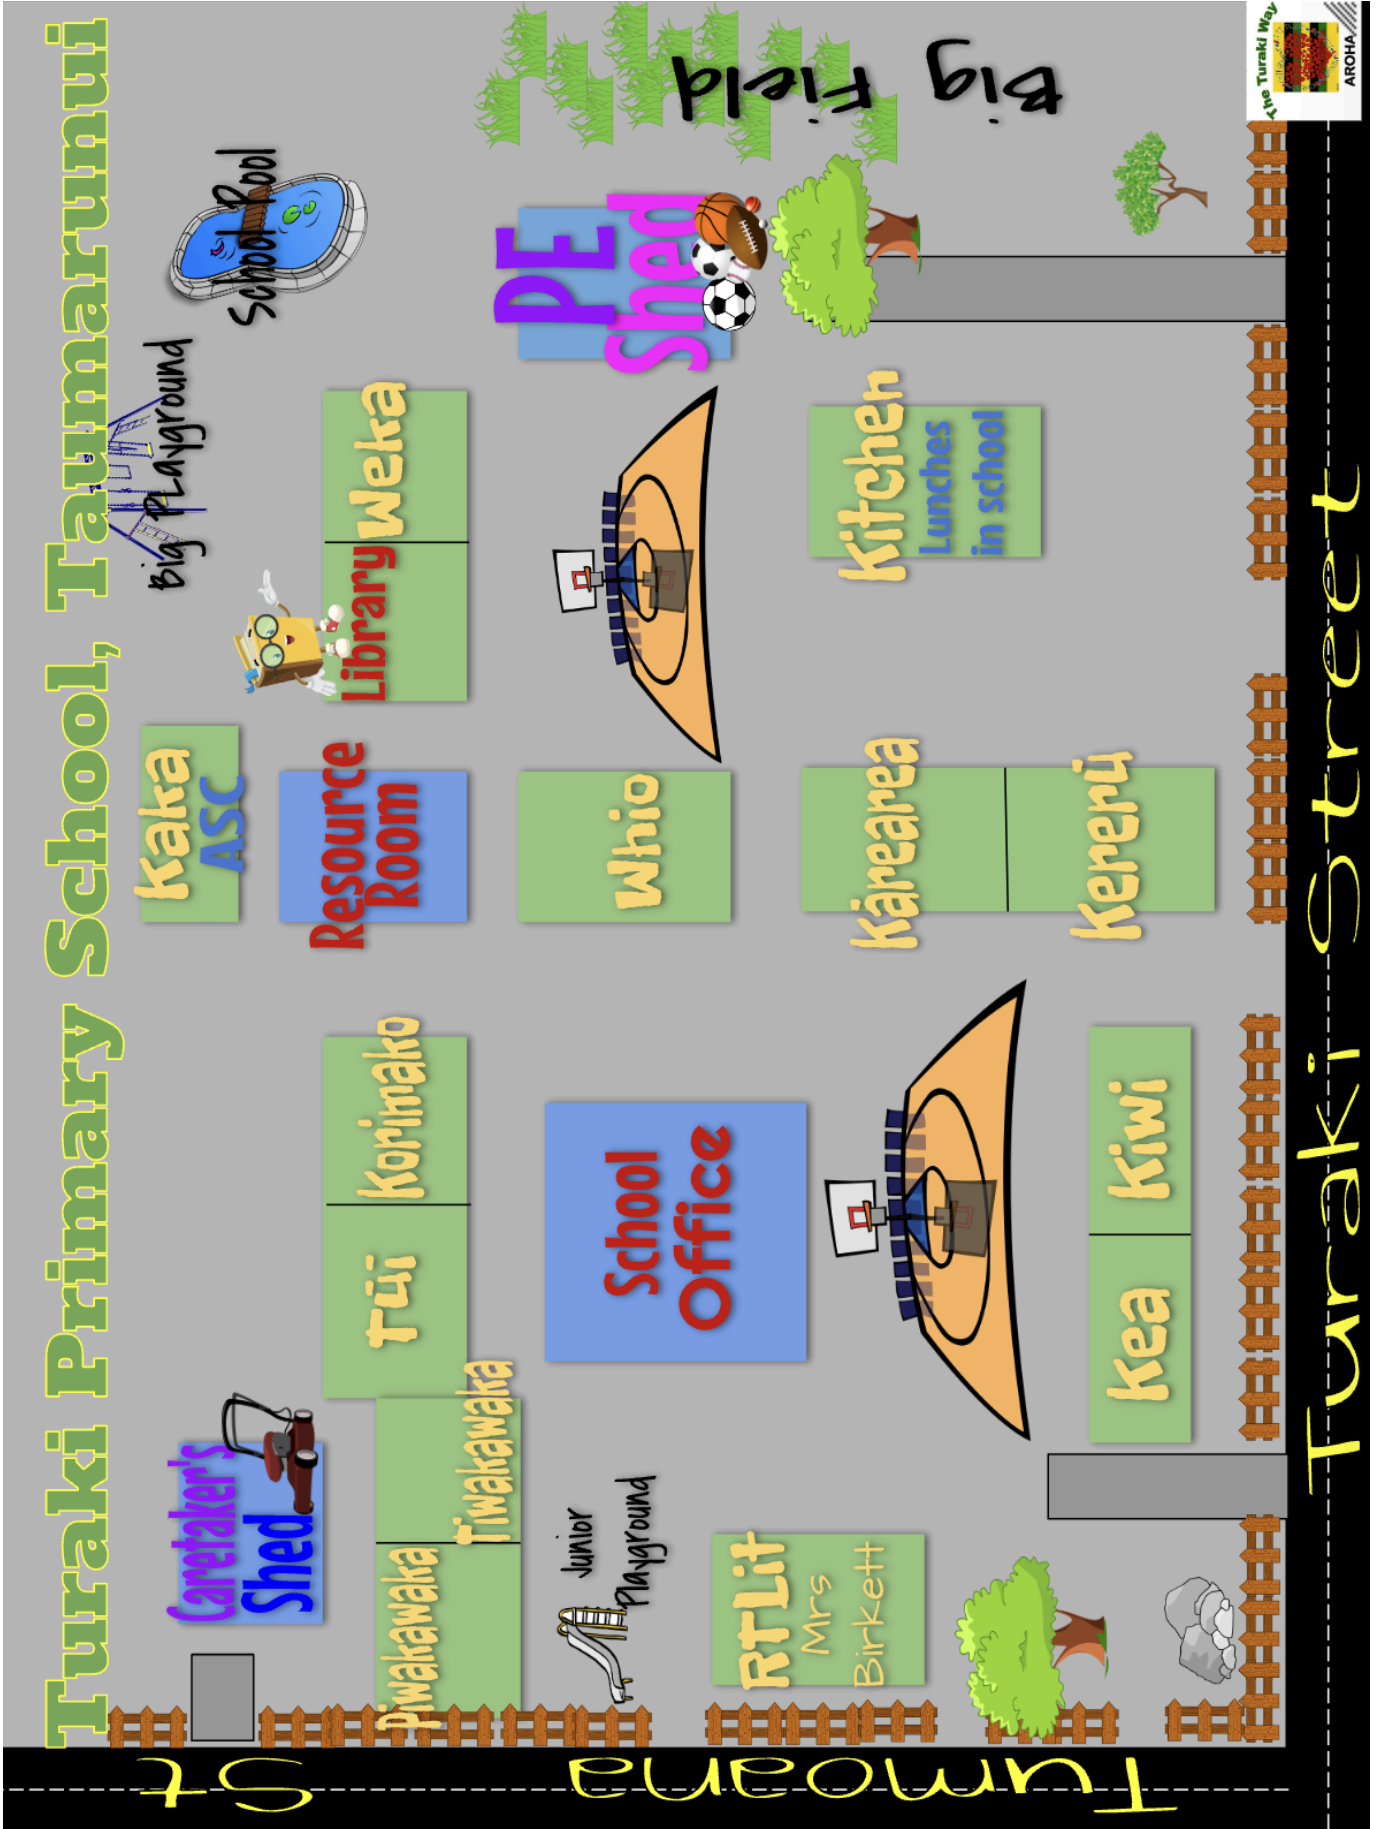 Turaki Primary School, Taumarunui
Kaka
ASC
Big Playground
School Pool
Caretaker's
Shed
Tūī
Korimako
Resource
Room
Library
Weka
Piwakawaka
Tiwakawaka
Junior
Playground
School
Office
Whio
PE
Shed
Big Field
RTLit
Mrs
Birkett
Kārearea
Kererū
Kitchen
Lunches
in school
Kea
Kiwi
Tumoana St
Turaki Street
The Turaki Way
AROHA